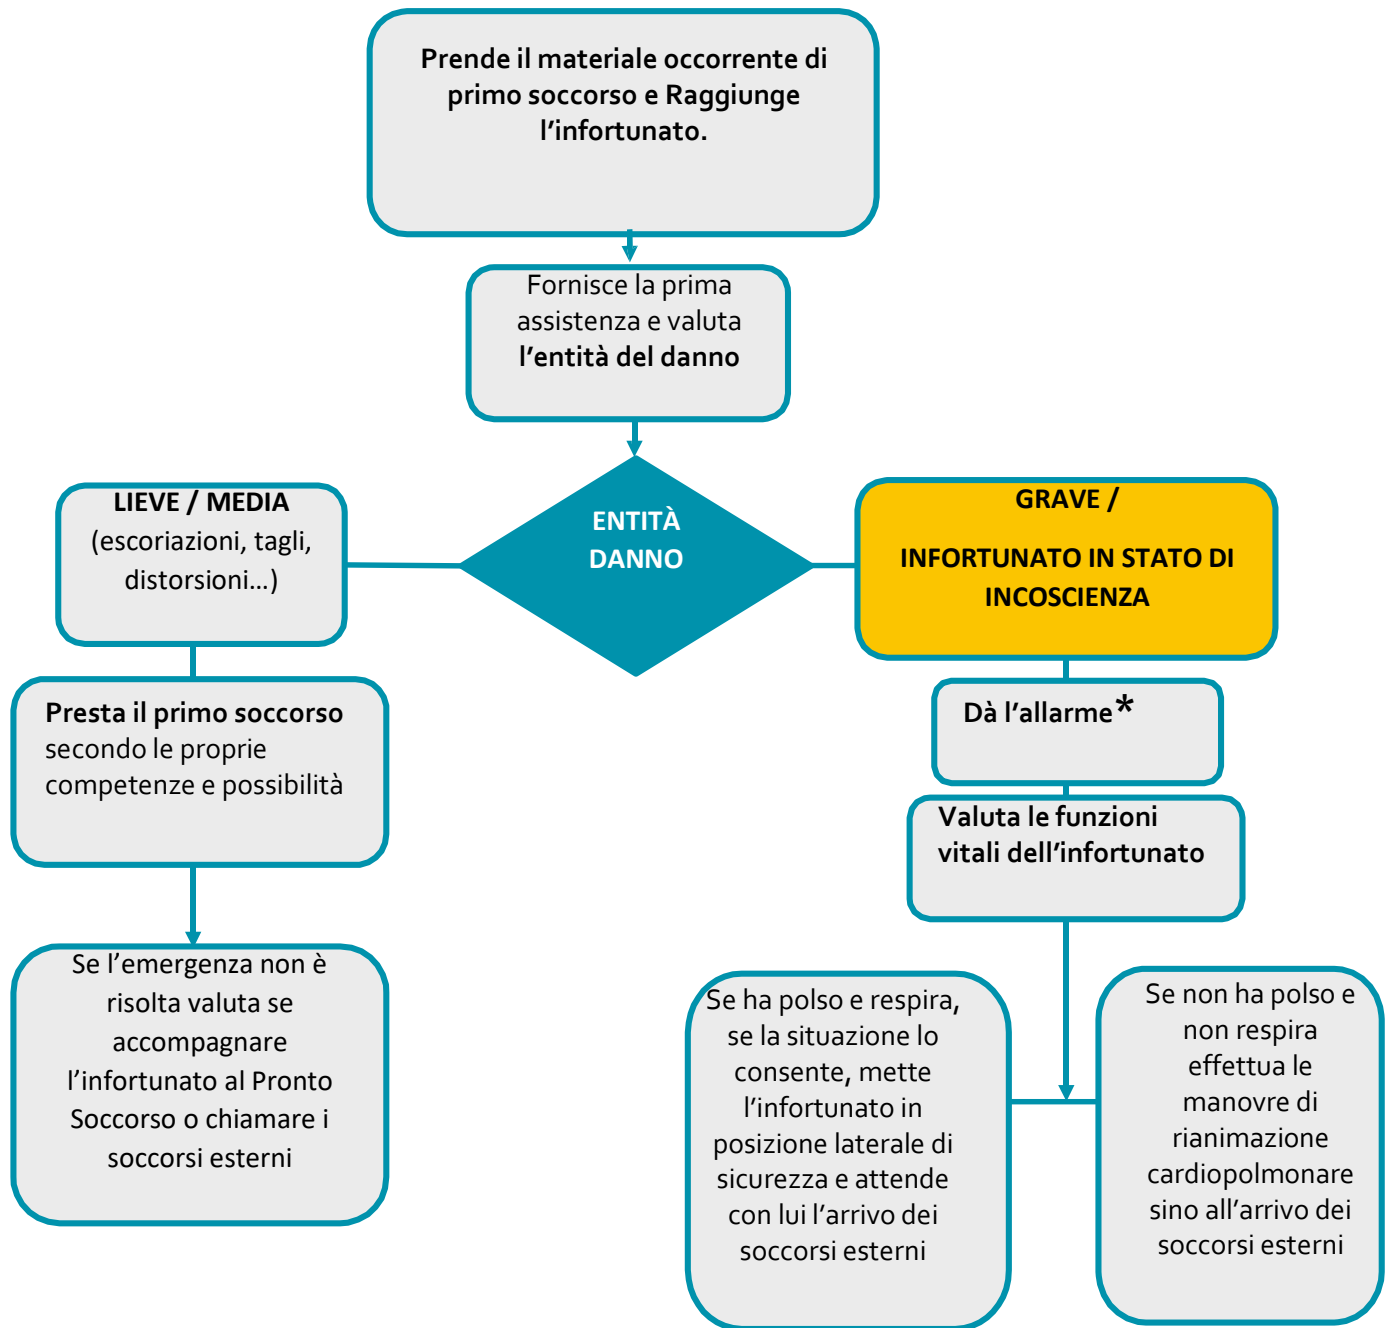 Prende il materiale occorrente di
primo soccorso e Raggiunge
l’infortunato.
Fornisce la prima
assistenza e valuta
l’entità del danno
ENTITÀ
DANNO
LIEVE / MEDIA
(escoriazioni, tagli,
distorsioni…)
GRAVE /
INFORTUNATO IN STATO DI
INCOSCIENZA
Presta il primo soccorso
secondo le proprie
competenze e possibilità
Dà l’allarme*
Valuta le funzioni
vitali dell’infortunato
Se l’emergenza non è
risolta valuta se
accompagnare
l’infortunato al Pronto
Soccorso o chiamare i
soccorsi esterni
Se ha polso e respira,
se la situazione lo
consente, mette
l’infortunato in
posizione laterale di
sicurezza e attende
con lui l’arrivo dei
soccorsi esterni
Se non ha polso e
non respira
effettua le
manovre di
rianimazione
cardiopolmonare
sino all’arrivo dei
soccorsi esterni